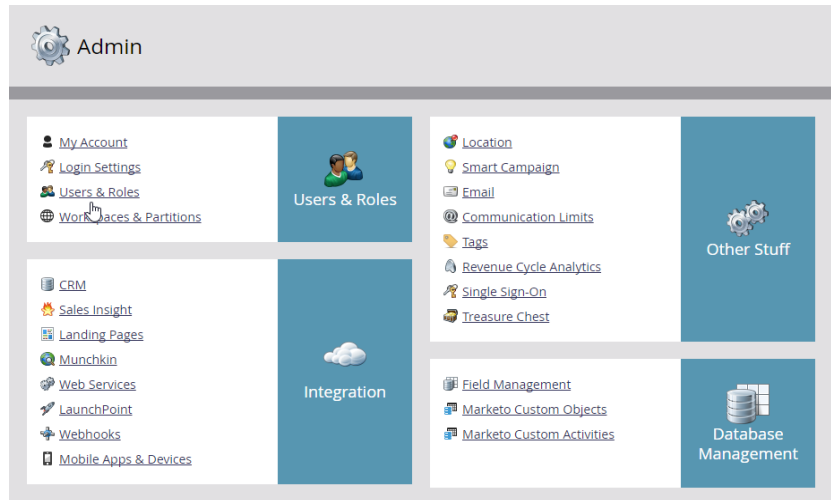 Admin
My Account
Login Settings
Users & Roles
Workspaces & Partitions
Users & Roles
CRM
Sales Insight
Landing Pages
Munchkin
Web Services
LaunchPoint
Webhooks
Mobile Apps & Devices
Integration
Location
Smart Campaign
Email
Communication Limits
Tags
Revenue Cycle Analytics
Single Sign-On
Treasure Chest
Other Stuff
Field Management
Marketo Custom Objects
Marketo Custom Activities
Database
Management